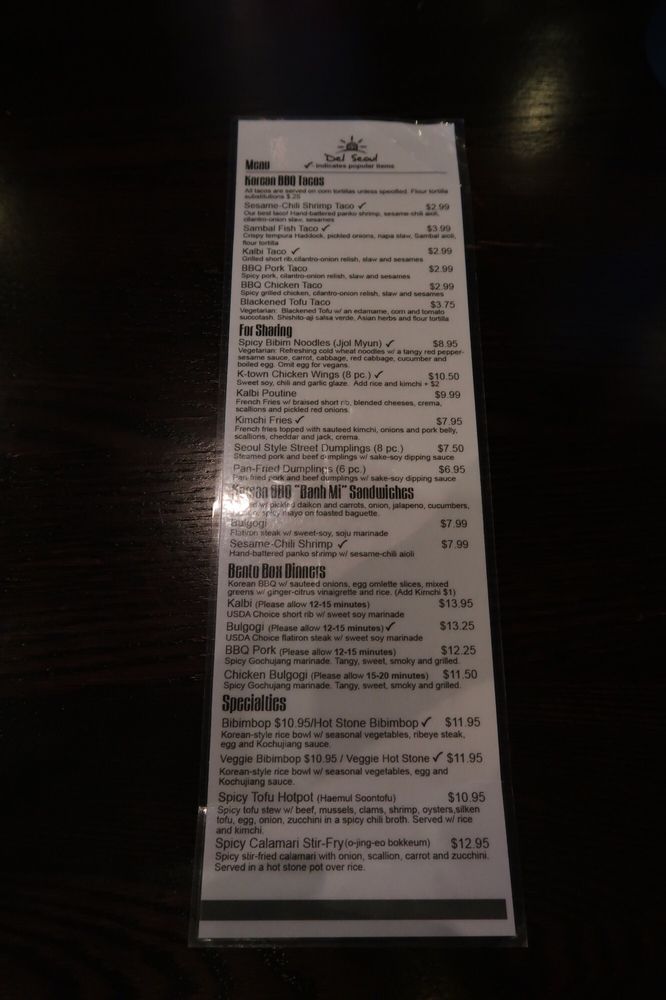 Del Seoul
Menu
✓ indicates popular items
Korean BBQ Tacos
All tacos are served on corn tortillas unless specified. Flour tortilla
substitutions $.25
Sesame-Chili Shrimp Taco ✓ $2.99
Our best taco! Hand-battered panko shrimp, sesame-chili aioli,
cilantro-onion slaw, sesames
Sambal Fish Taco ✓ $3.99
Crispy tempura Haddock, pickled onions, napa slaw, Sambal aioli,
flour tortilla
Kalbi Taco ✓ $2.99
Grilled short rib,cilantro-onion relish, slaw and sesames
BBQ Pork Taco $2.99
Spicy pork, cilantro-onion relish, slaw and sesames
BBQ Chicken Taco $2.99
Spicy grilled chicken, cilantro-onion relish, slaw and sesames
Blackened Tofu Taco $3.75
Vegetarian: Blackened Tofu w/ an edamame, corn and tomato
succotash, Shishito-aji salsa verde, Asian herbs and flour tortilla
For Sharing
Spicy Bibim Noodles (Jjol Myun) ✓ $8.95
Vegetarian: Refreshing cold wheat noodles w/ a tangy red pepper-
sesame sauce, carrot, cabbage, red cabbage, cucumber and
boiled egg. Omit egg for vegans.
K-town Chicken Wings (8 pc.) ✓ $10.50
Sweet soy, chili and garlic glaze. Add rice and kimchi + $2
Kalbi Poutine $9.99
French Fries w/ braised short rib, blended cheeses, crema,
scallions and pickled red onions.
Kimchi Fries ✓ $7.95
French fries topped with sauteed kimchi, onions and pork belly,
scallions, cheddar and jack, crema.
Seoul Style Street Dumplings (8 pc.) $7.50
Steamed pork and beef dumplings w/ sake-soy dipping sauce
Pan-Fried Dumplings (6 pc.) $6.95
Pan fried pork and beef dumplings w/ sake-soy dipping sauce
Korean BBQ "Banh Mi" Sandwiches
w/ pickled daikon and carrots, onion, jalapeno, cucumbers,
spicy mayo on toasted baguette.
Bulgogi $7.99
Flatiron steak w/ sweet-soy, soju marinade
Sesame-Chili Shrimp ✓ $7.99
Hand-battered panko shrimp w/ sesame-chili aioli
Bento Box Dinners
Korean BBQ w/ sauteed onions, egg omlette slices, mixed
greens w/ ginger-citrus vinaigrette and rice. (Add Kimchi $1)
Kalbi (Please allow 12-15 minutes) $13.95
USDA Choice short rib w/ sweet soy marinade
Bulgogi (Please allow 12-15 minutes) ✓ $13.25
USDA Choice flatiron steak w/ sweet soy marinade
BBQ Pork (Please allow 12-15 minutes) $12.25
Spicy Gochujang marinade. Tangy, sweet, smoky and grilled.
Chicken Bulgogi (Please allow 15-20 minutes) $11.50
Spicy Gochujang marinade. Tangy, sweet, smoky and grilled.
Specialties
Bibimbop $10.95/Hot Stone Bibimbop ✓ $11.95
Korean-style rice bowl w/ seasonal vegetables, ribeye steak,
egg and Kochujiang sauce.
Veggie Bibimbop $10.95 / Veggie Hot Stone ✓ $11.95
Korean-style rice bowl w/ seasonal vegetables, egg and
Kochujiang sauce.
Spicy Tofu Hotpot (Haemul Soontofu) $10.95
Spicy tofu stew w/ beef, mussels, clams, shrimp, oysters,silken
tofu, egg, onion, zucchini in a spicy chili broth. Served w/ rice
and kimchi.
Spicy Calamari Stir-Fry(o-jing-eo bokkeum) $12.95
Spicy stir-fried calamari with onion, scallion, carrot and zucchini.
Served in a hot stone pot over rice.